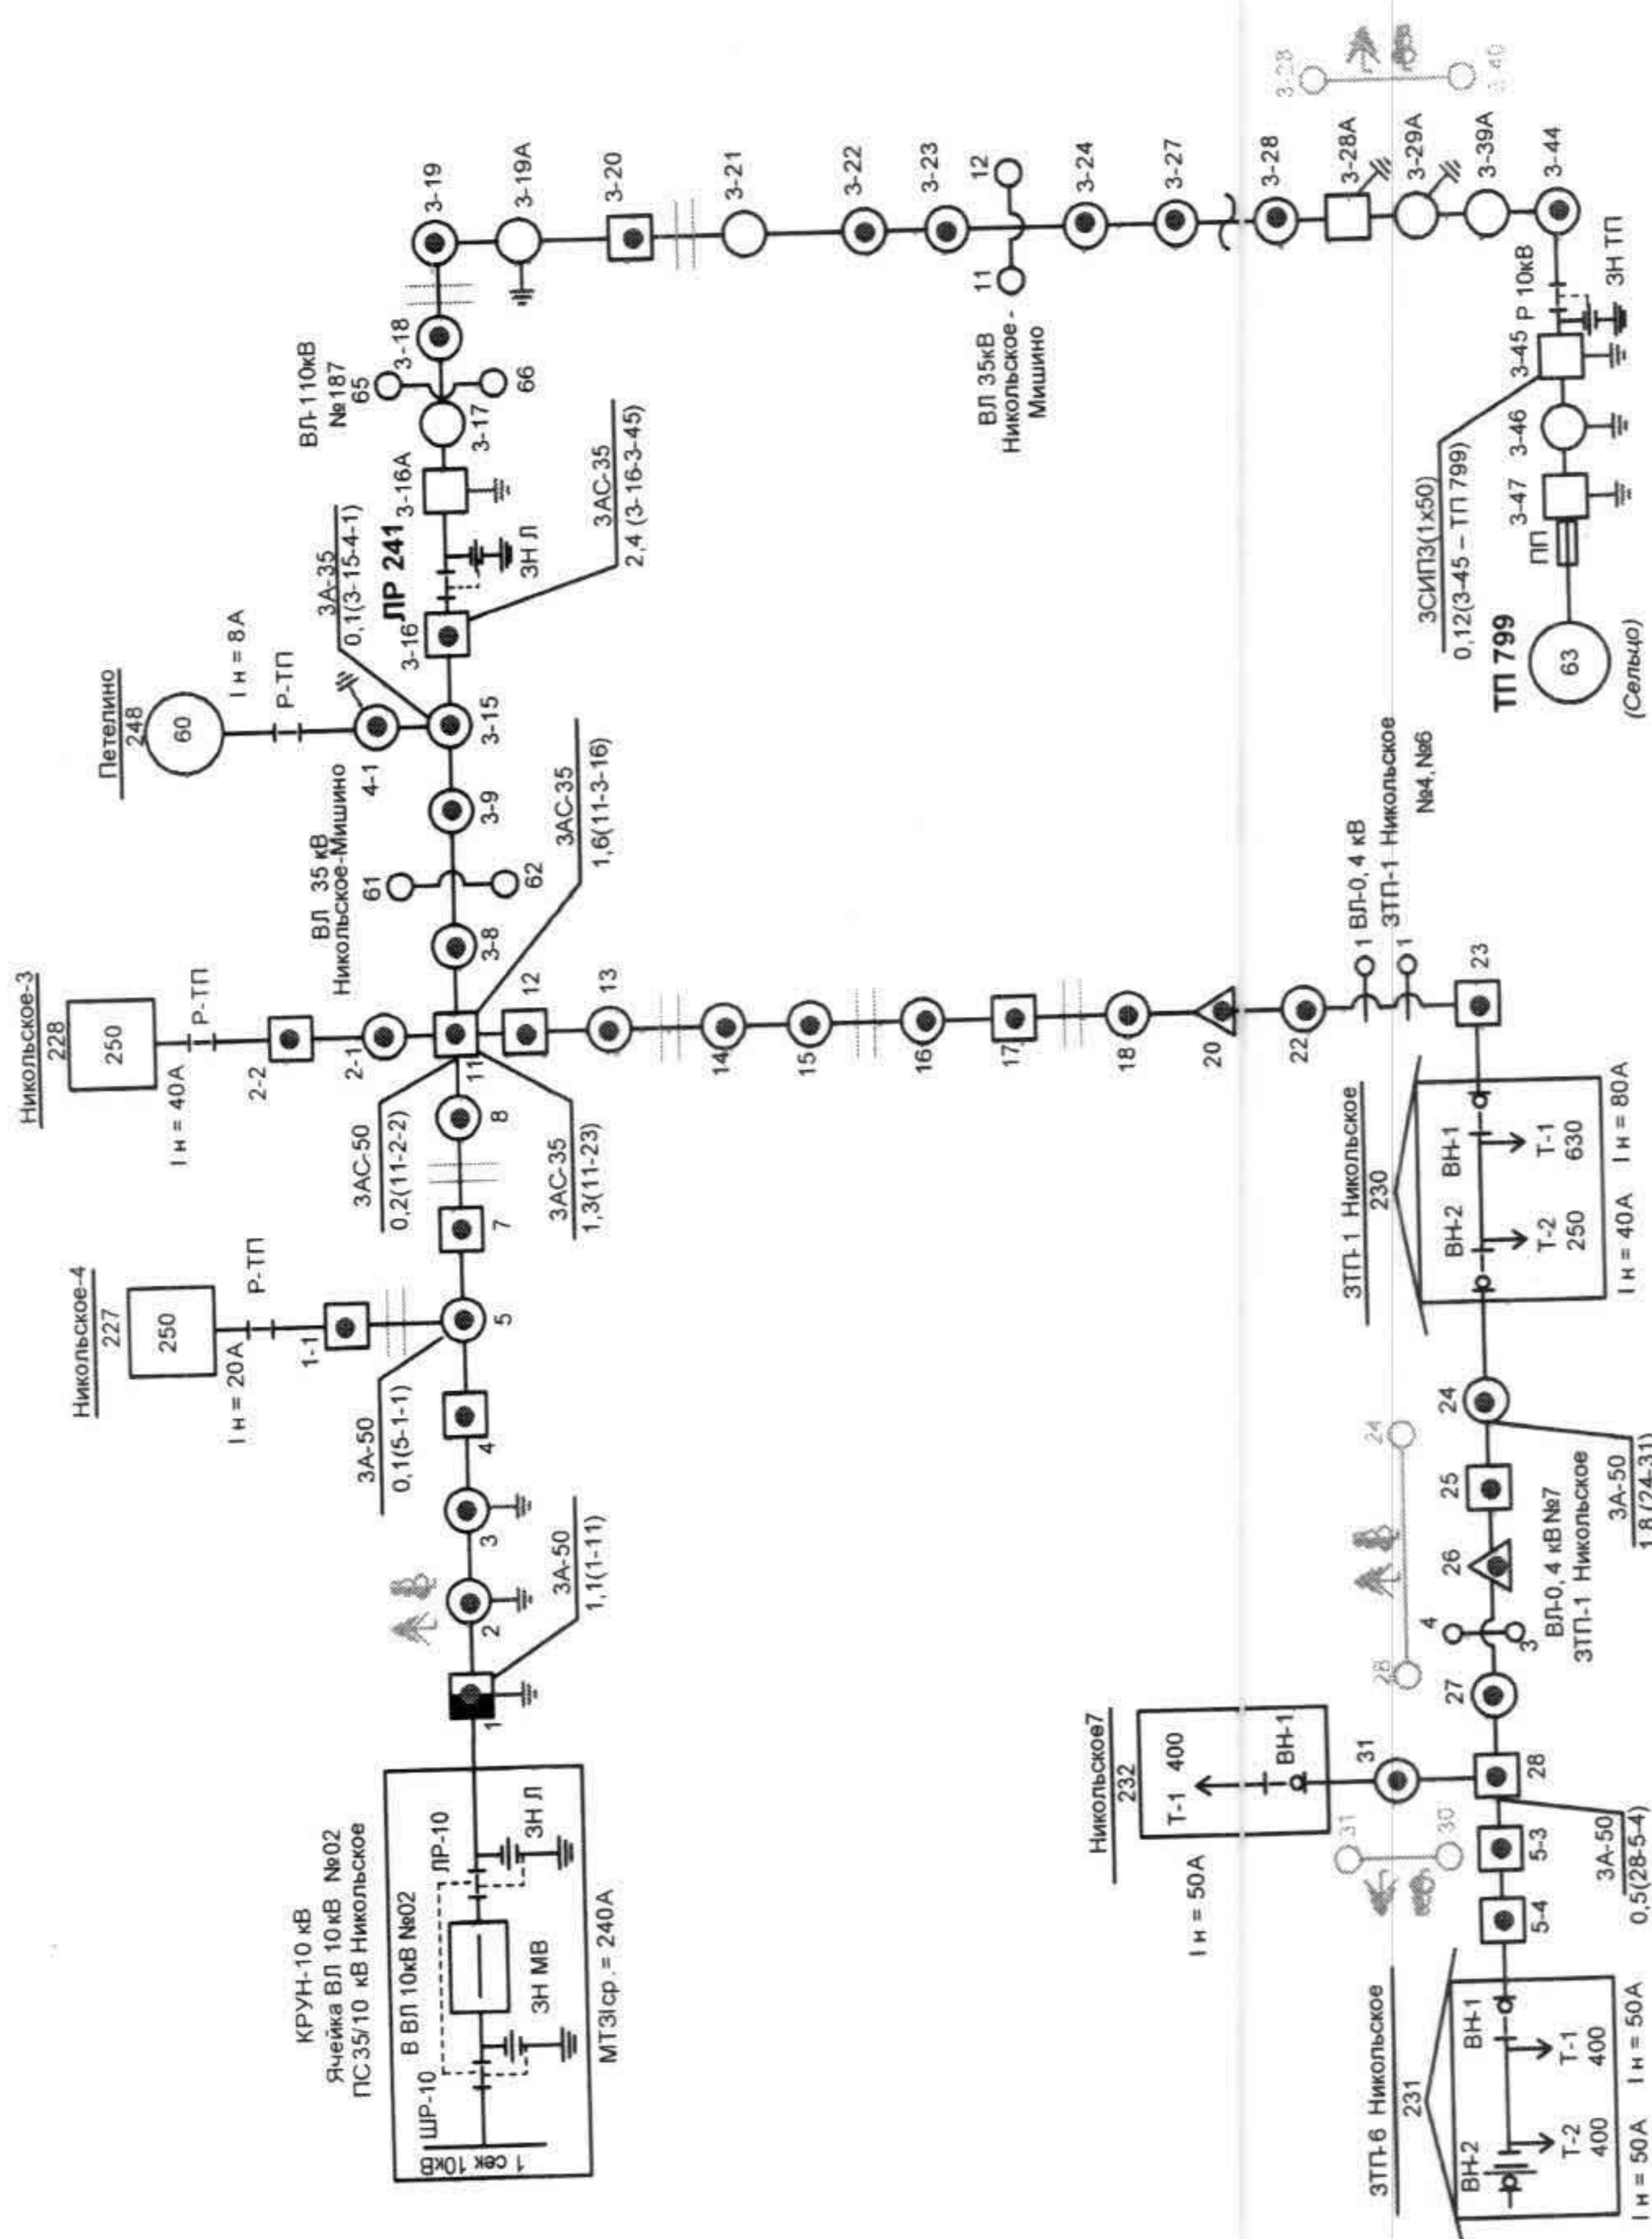 КРУН-10 кВ
Ячейка ВЛ 10кВ №02
ПС35/10 кВ Никольское
В ВЛ 10кВ №02
ШР-10
ЛР-10
ЗН МВ
ЗН Л
1 сек 10кВ
МТЗIср.= 240А
1
2
3
4
5
7
8
11
3А-50
1,1(1-11)
Никольское-4
227
250
Iн = 20А
Р-ТП
1-1
3А-50
0,1(5-1-1)
Никольское-3
228
250
Iн = 40А
Р-ТП
2-2
2-1
3АС-50
0,2(11-2-2)
3АС-35
1,3(11-23)
3АС-35
1,6(11-3-16)
ВЛ 35 кВ
Никольское-Мишино
61
62
3-8
3-9
3-15
Петелино
248
60
Iн = 8А
Р-ТП
4-1
3А-35
0,1(3-15-4-1)
ЛР 241
3-16
ЗН Л
3АС-35
2,4 (3-16-3-45)
3-16А
3-17
ВЛ-110кВ
№187
65
66
3-18
3-19
3-19А
3-20
3-21
3-22
3-23
11
12
ВЛ 35кВ
Никольское -
Мишино
3-24
3-27
3-28
3-28А
3-29А
3-39А
3-44
3-28
3-40
Р 10кВ
ЗН ТП
3-45
3-46
3-47
ПП
3СИП3(1х50)
0,12(3-45 – ТП 799)
ТП 799
63
(Сельцо)
12
13
14
15
16
17
18
20
22
1 ВЛ-0,4 кВ
1 ЗТП-1 Никольское
№4,№6
23
ЗТП-1 Никольское
230
ВН-2
ВН-1
Т-2
250
Т-1
630
Iн = 40А
Iн = 80А
24
25
26
27
28
3А-50
1,8 (24-31)
24
28
4
3
ВЛ-0,4 кВ№7
ЗТП-1 Никольское
Никольское7
232
Т-1 400
ВН-1
Iн = 50А
31
31
30
5-3
5-4
3А-50
0,5(28-5-4)
ЗТП-6 Никольское
231
ВН-2
ВН-1
Т-2
400
Т-1
400
Iн = 50А
Iн = 50А